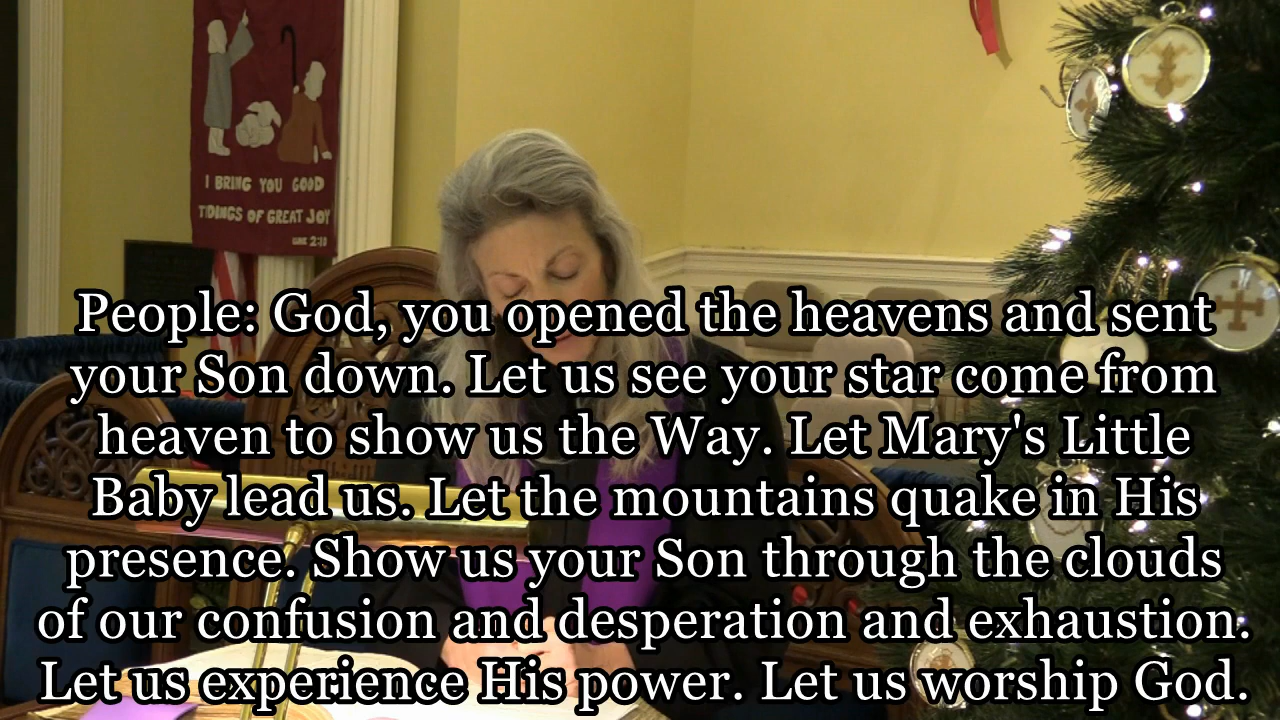 I BRING YOU GOOD
TIDINGS OF GREAT JOY
LUKE 2:10
People: God, you opened the heavens and sent
your Son down. Let us see your star come from
heaven to show us the Way. Let Mary's Little
Baby lead us. Let the mountains quake in His
presence. Show us your Son through the clouds
of our confusion and desperation and exhaustion.
Let us experience His power. Let us worship God.